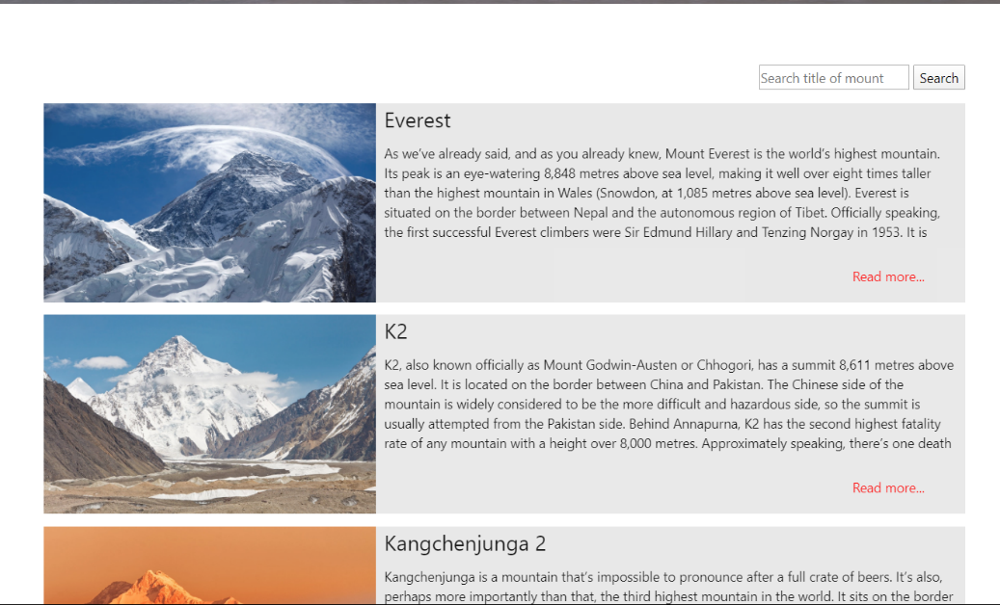 Search title of mount Search
Everest
As we’ve already said, and as you already knew, Mount Everest is the world’s highest mountain.
Its peak is an eye-watering 8,848 metres above sea level, making it well over eight times taller
than the highest mountain in Wales (Snowdon, at 1,085 metres above sea level). Everest is
situated on the border between Nepal and the autonomous region of Tibet. Officially speaking,
the first successful Everest climbers were Sir Edmund Hillary and Tenzing Norgay in 1953. It is
Read more...
K2
K2, also known officially as Mount Godwin-Austen or Chhogori, has a summit 8,611 metres above
sea level. It is located on the border between China and Pakistan. The Chinese side of the
mountain is widely considered to be the more difficult and hazardous side, so the summit is
usually attempted from the Pakistan side. Behind Annapurna, K2 has the second highest fatality
rate of any mountain with a height over 8,000 metres. Approximately speaking, there’s one death
Read more...
Kangchenjunga 2
Kangchenjunga is a mountain that’s impossible to pronounce after a full crate of beers. It’s also,
perhaps more importantly than that, the third highest mountain in the world. It sits on the border